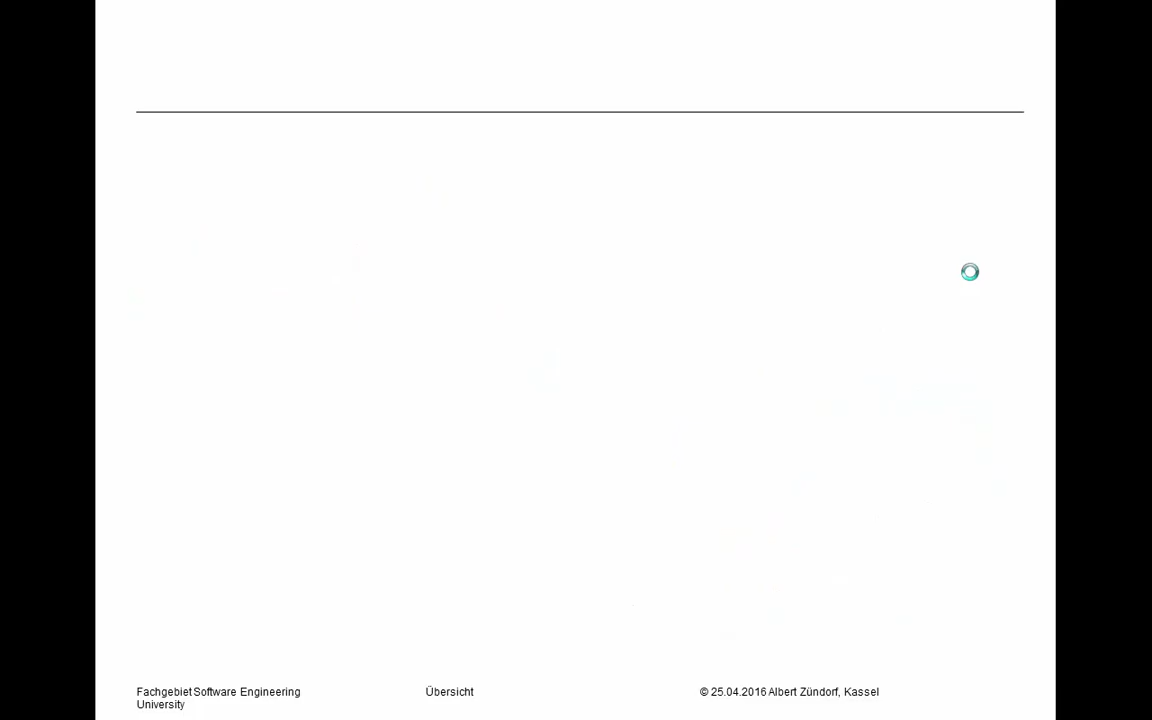 Fachgebiet Software Engineering
University
Übersicht
© 25.04.2016 Albert Zündorf, Kassel